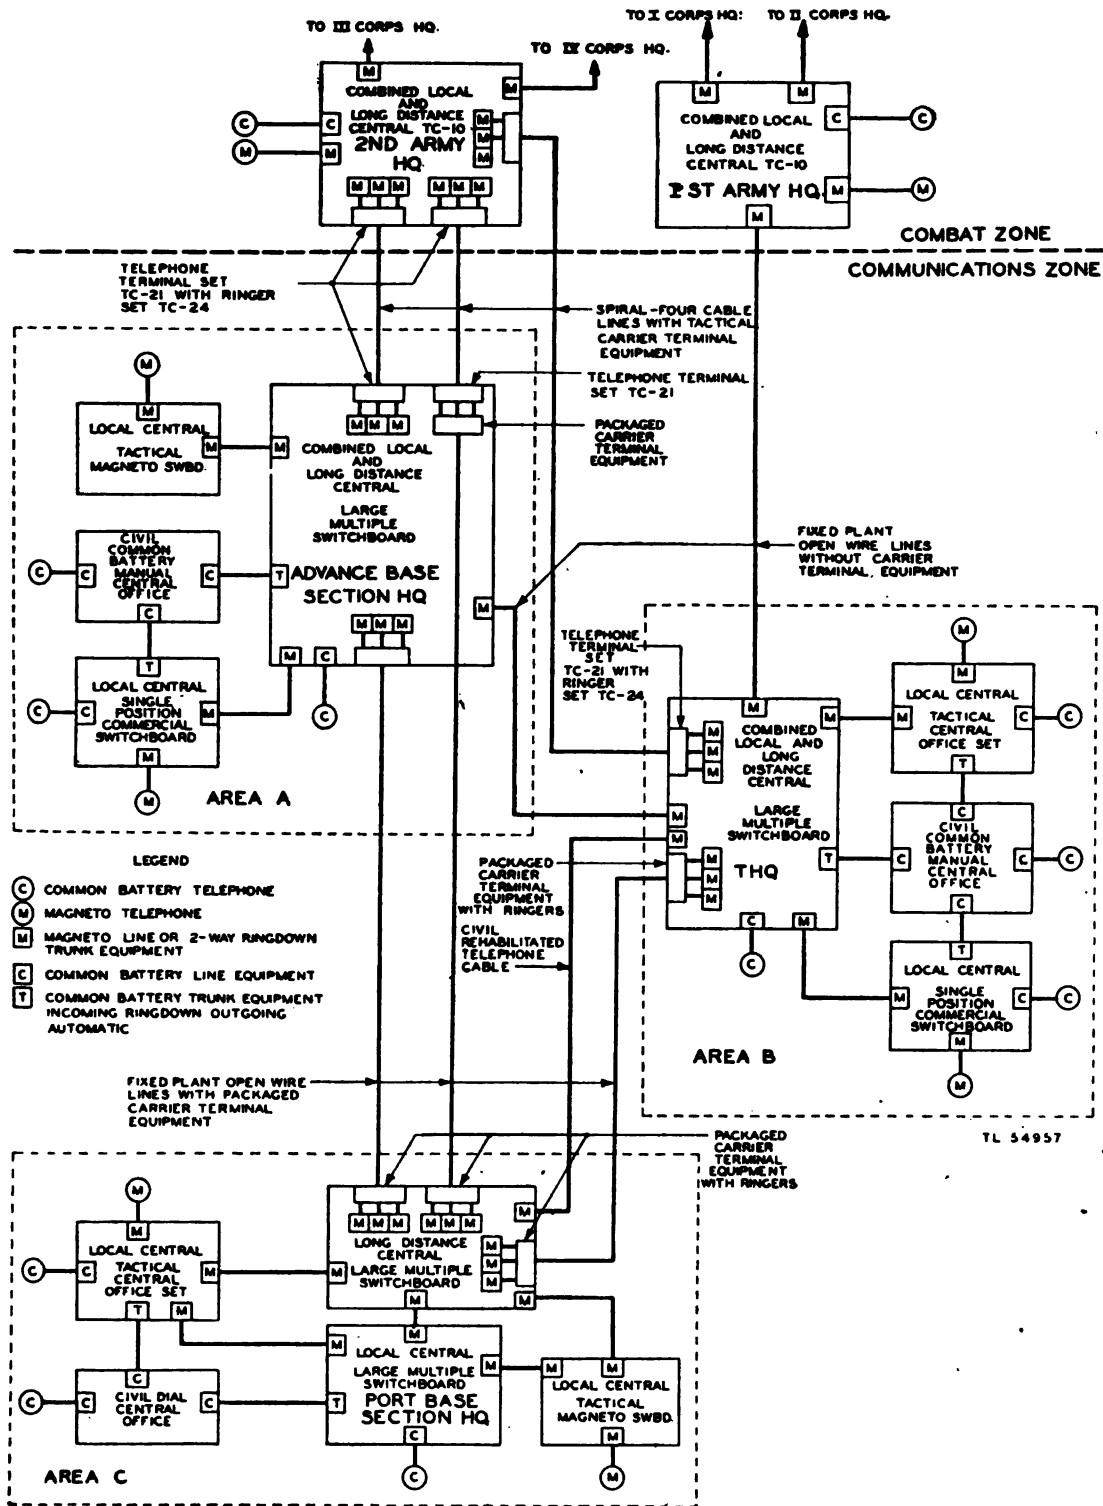 TO III CORPS HQ.
TO IV CORPS HQ.
TO I CORPS HQ:
TO II CORPS HQ.
M
COMBINED LOCAL
AND
LONG DISTANCE
CENTRAL TC-10
2ND ARMY
HQ
M
C
M
M
M
M
M M M
M M M
C
M
M
M
COMBINED LOCAL
AND
LONG DISTANCE
CENTRAL TC-10
1ST ARMY HQ.
C
M
M
C
M
COMBAT ZONE
COMMUNICATIONS ZONE
TELEPHONE
TERMINAL SET
TC-21 WITH RINGER
SET TC-24
SPIRAL-FOUR CABLE
LINES WITH TACTICAL
CARRIER TERMINAL
EQUIPMENT
TELEPHONE TERMINAL
SET TC-21
PACKAGED
CARRIER
TERMINAL
EQUIPMENT
FIXED PLANT
OPEN WIRE LINES
WITHOUT CARRIER
TERMINAL, EQUIPMENT
M
M
LOCAL CENTRAL
TACTICAL
MAGNETO SWBD.
M
M
M M M
COMBINED LOCAL
AND
LONG DISTANCE
CENTRAL
LARGE
MULTIPLE
SWITCHBOARD
ADVANCE BASE
SECTION HQ
T
M
M M M
M
C
C
C
CIVIL
COMMON
BATTERY
MANUAL
CENTRAL
OFFICE
C
C
C
T
LOCAL CENTRAL
SINGLE
POSITION
COMMERCIAL
SWITCHBOARD
C
C
M
M
M
AREA A
TELEPHONE
TERMINAL
SET
TC-21 WITH
RINGER
SET TC-24
M
M
M
M
COMBINED
LOCAL AND
LONG
DISTANCE
CENTRAL
LARGE
MULTIPLE
SWITCHBOARD
THQ
M
M
M
M
M
M
T
C
M
C
M
M
LOCAL CENTRAL
TACTICAL
CENTRAL
OFFICE SET
M
C
C
T
C
CIVIL
COMMON
BATTERY
MANUAL
CENTRAL
OFFICE
C
C
C
C
T
LOCAL CENTRAL
SINGLE
POSITION
COMMERCIAL
SWITCHBOARD
M
C
C
M
M
AREA B
PACKAGED
CARRIER
TERMINAL
EQUIPMENT
WITH RINGERS
CIVIL
REHABILITATED
TELEPHONE
CABLE
LEGEND
C COMMON BATTERY TELEPHONE
M MAGNETO TELEPHONE
M MAGNETO LINE OR 2-WAY RINGDOWN
TRUNK EQUIPMENT
C COMMON BATTERY LINE EQUIPMENT
T COMMON BATTERY TRUNK EQUIPMENT
INCOMING RINGDOWN OUTGOING
AUTOMATIC
FIXED PLANT OPEN WIRE
LINES WITH PACKAGED
CARRIER TERMINAL
EQUIPMENT
PACKAGED
CARRIER
TERMINAL
EQUIPMENT
WITH RINGERS
TL 54957
M
M
LOCAL CENTRAL
TACTICAL
CENTRAL
OFFICE SET
C
C
M
T
M
M M M
M M M
M
LONG DISTANCE
CENTRAL
LARGE MULTIPLE
SWITCHBOARD
M
M
M
M
M
M
M
LOCAL CENTRAL
LARGE MULTIPLE
SWITCHBOARD
PORT BASE
SECTION HQ
M
M
T
C
C
C
CIVIL DIAL
CENTRAL
OFFICE
C
C
C
M
M
LOCAL CENTRAL
TACTICAL
MAGNETO SWBD.
M
M
AREA C